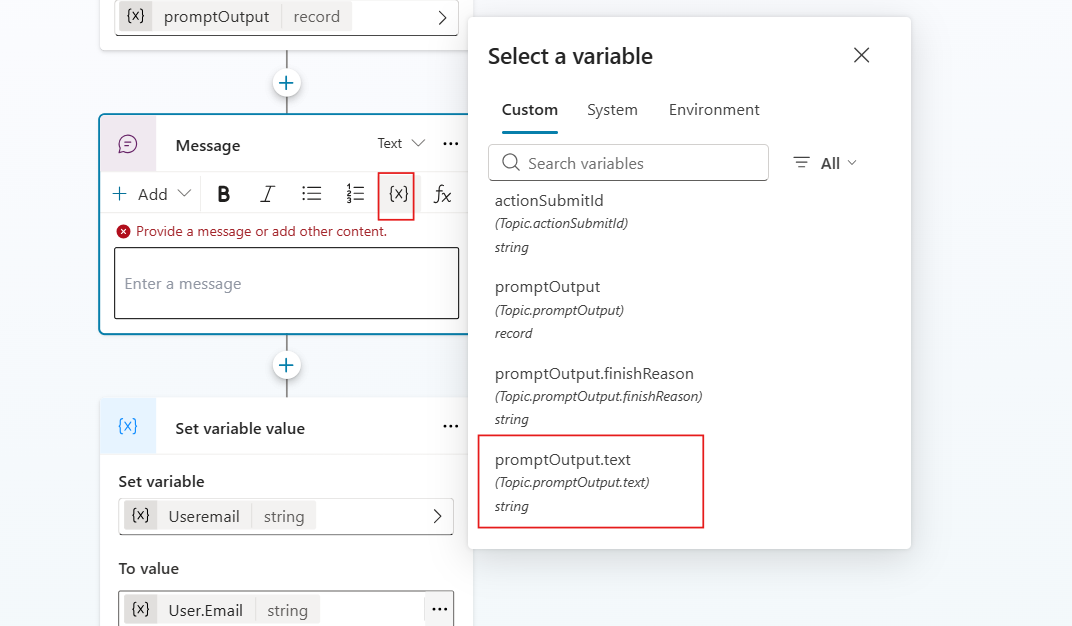 {x} promptOutput record
Message
Text
Add B I {x} fx
Provide a message or add other content.
Enter a message
{x} Set variable value
Set variable
{x} Useremail string
To value
{x} User.Email string
Select a variable
Custom System Environment
Search variables
All
actionSubmitId
(Topic.actionSubmitId)
string
promptOutput
(Topic.promptOutput)
record
promptOutput.finishReason
(Topic.promptOutput.finishReason)
string
promptOutput.text
(Topic.promptOutput.text)
string